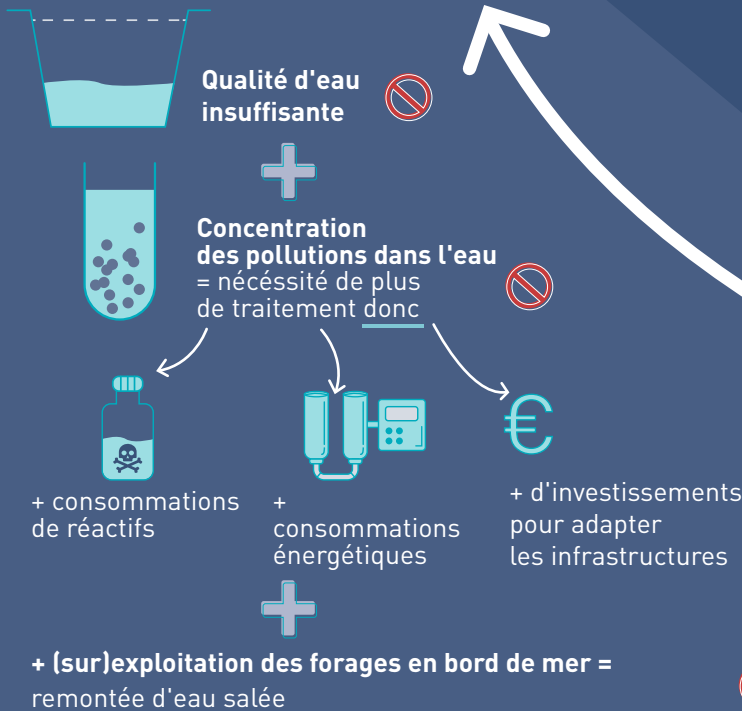 Qualité d'eau
insuffisante
Concentration
des pollutions dans l'eau
= nécéssité de plus
de traitement donc
+ consommations
de réactifs
+
consommations
énergétiques
€
+ d'investissements
pour adapter
les infrastructures
+ (sur)exploitation des forages en bord de mer =
remontée d'eau salée